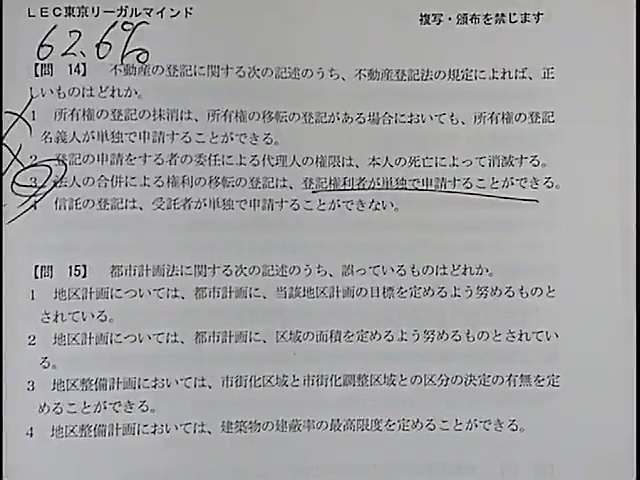 LEC東京リーガルマインド
複写・頒布を禁じます
62.6%
【問 14】 不動産の登記に関する次の記述のうち、不動産登記法の規定によれば、正
しいものはどれか。
1 所有権の登記の抹消は、所有権の移転の登記がある場合においても、所有権の登記
名義人が単独で申請することができる。
2 登記の申請をする者の委任による代理人の権限は、本人の死亡によって消滅する。
3 法人の合併による権利の移転の登記は、登記権利者が単独で申請することができる。
4 信託の登記は、受託者が単独で申請することができない。
【問 15】 都市計画法に関する次の記述のうち、誤っているものはどれか。
1 地区計画については、都市計画に、当該地区計画の目標を定めるよう努めるものと
されている。
2 地区計画については、都市計画に、区域の面積を定めるよう努めるものとされてい
る。
3 地区整備計画においては、市街化区域と市街化調整区域との区分の決定の有無を定
めることができる。
4 地区整備計画においては、建築物の建蔽率の最高限度を定めることができる。